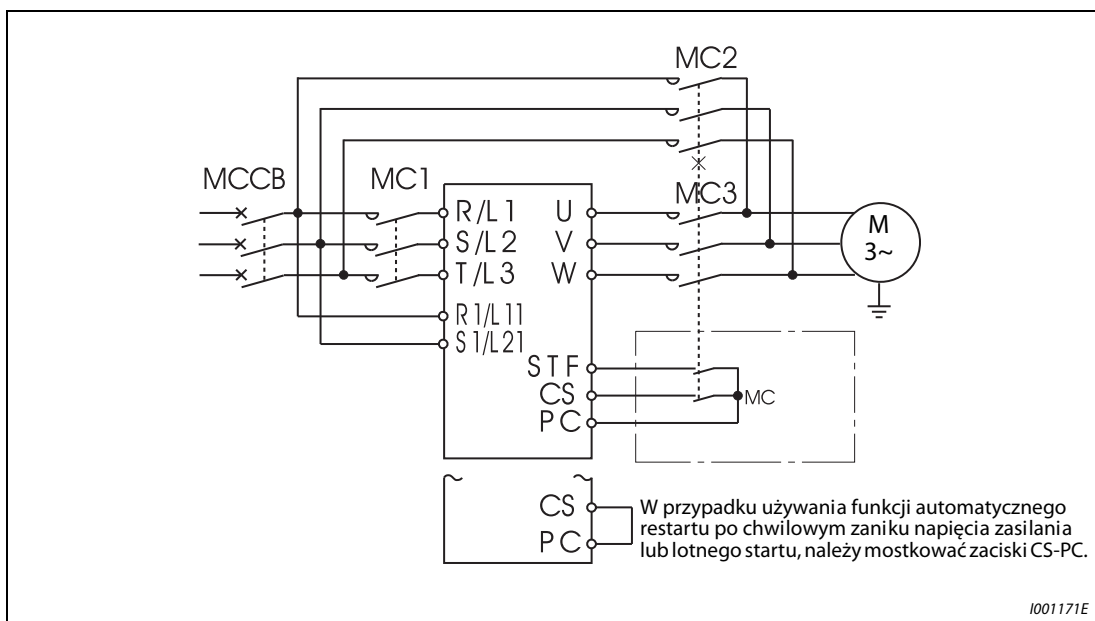 MC2
MCCB
MC1
MC3
R/L1
U
S/L2
V
T/L3
W
M
3~
R1/L11
S1/L21
STF
CS
MC
PC
CS
PC
W przypadku używania funkcji automatycznego
restartu po chwilowym zaniku napięcia zasilania
lub lotnego startu, należy mostkować zaciski CS-PC.
I001171E